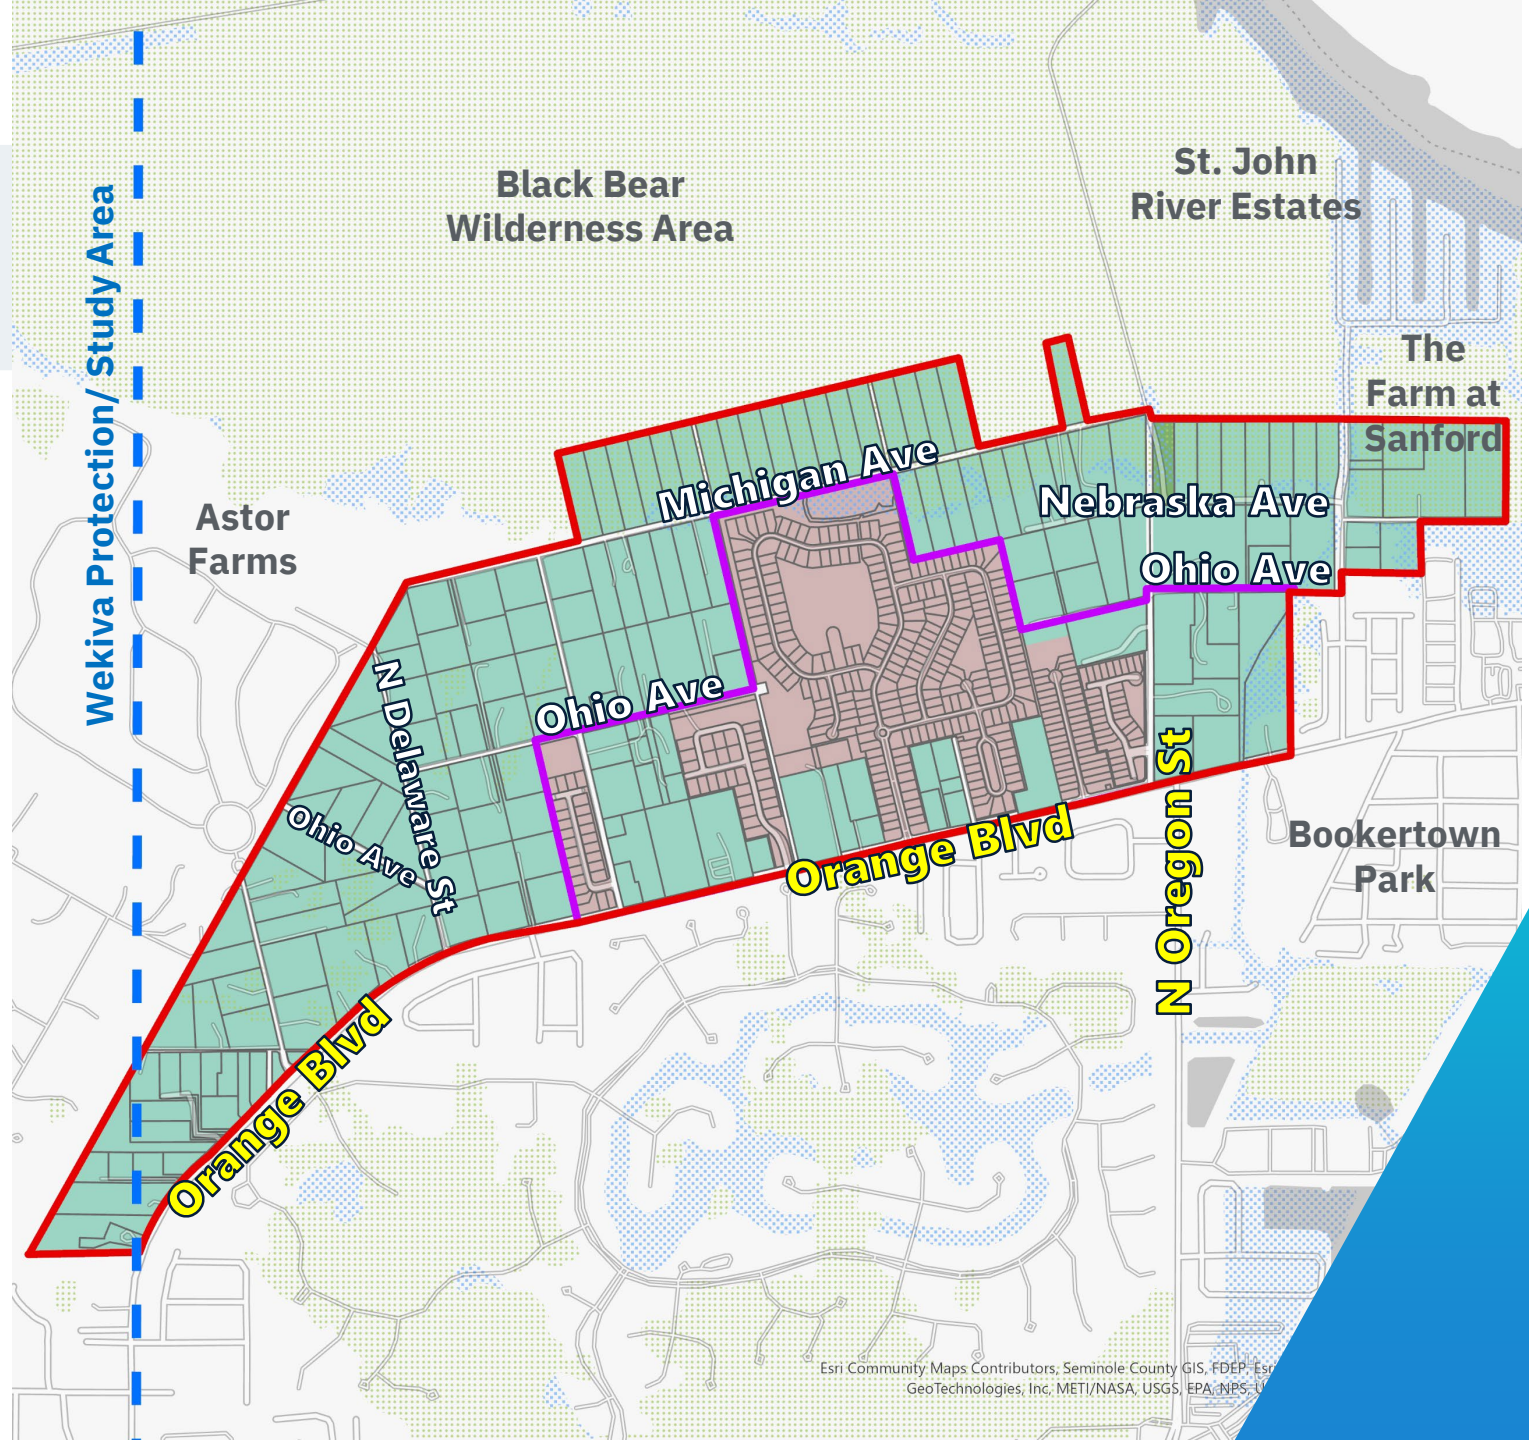 St. John
River Estates
Black Bear
Wilderness Area
Wekiva Protection/ Study Area
The
Farm at
Sanford
Michigan Ave
Nebraska Ave
Astor
Farms
Ohio Ave
N Delaware St
Ohio Ave
Ohio Ave
N Oregon St
Orange Blvd
Bookertown
Park
Orange Blvd
Esri Community Maps Contributors, Seminole County GIS, FDEP, Esri
GeoTechnologies, Inc, METI/NASA, USGS, EPA, NPS,